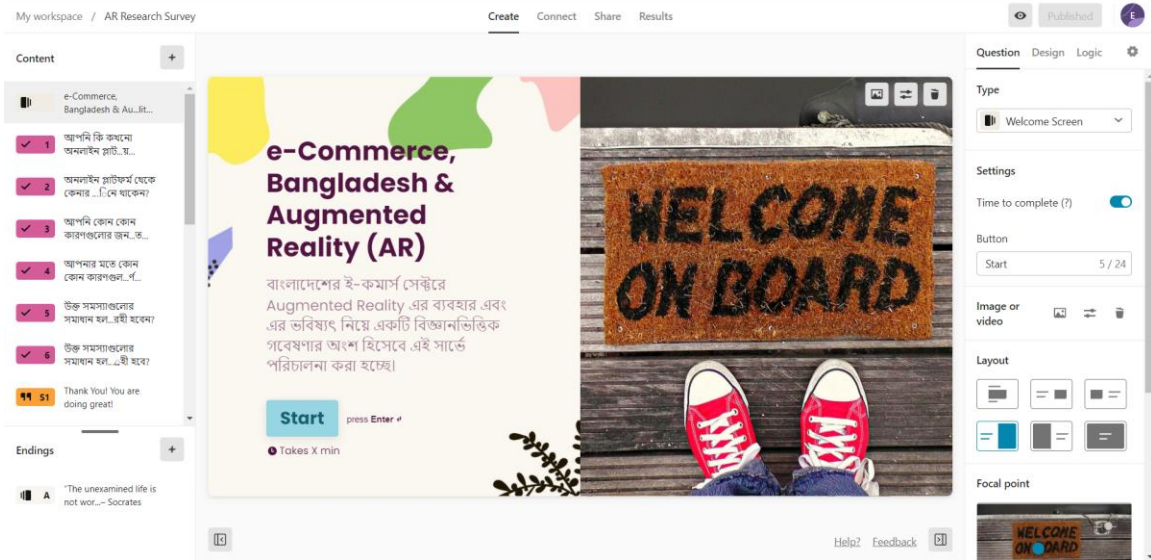 My workspace / AR Research Survey
Create Connect Share Results
Published
E
Content
+
e-Commerce,
Bangladesh & Au...lit...
1 আপনি কি কখনো
অনলাইন প্লাট...য়...
2 অনলাইন প্লাটফর্ম থেকে
কেনার ...িনে থাকেন?
3 আপনি কোন কোন
কারণগুলোর জন...ত...
4 আপনার মতে কোন
কোন কারণগুল...র্ণ...
5 উক্ত সমস্যাগুলোর
সমাধান হল...রহী হবেন?
6 উক্ত সমস্যাগুলোর
সমাধান হল...এহী হবে?
S1 Thank You! You are
doing great!
Endings
+
A "The unexamined life is
not wor...– Socrates
e-Commerce,
Bangladesh &
Augmented
Reality (AR)
বাংলাদেশের ই-কমার্স সেক্টরে
Augmented Reality এর ব্যবহার এবং
এর ভবিষ্যৎ নিয়ে একটি বিজ্ঞানভিত্তিক
গবেষণার অংশ হিসেবে এই সার্ভে
পরিচালনা করা হচ্ছে।
Start press Enter ↵
Takes X min
WELCOME
ON BOARD
Help? Feedback
Question Design Logic
Type
Welcome Screen
Settings
Time to complete (?)
Button
Start 5 / 24
Image or
video
Layout
Focal point
WELCOME